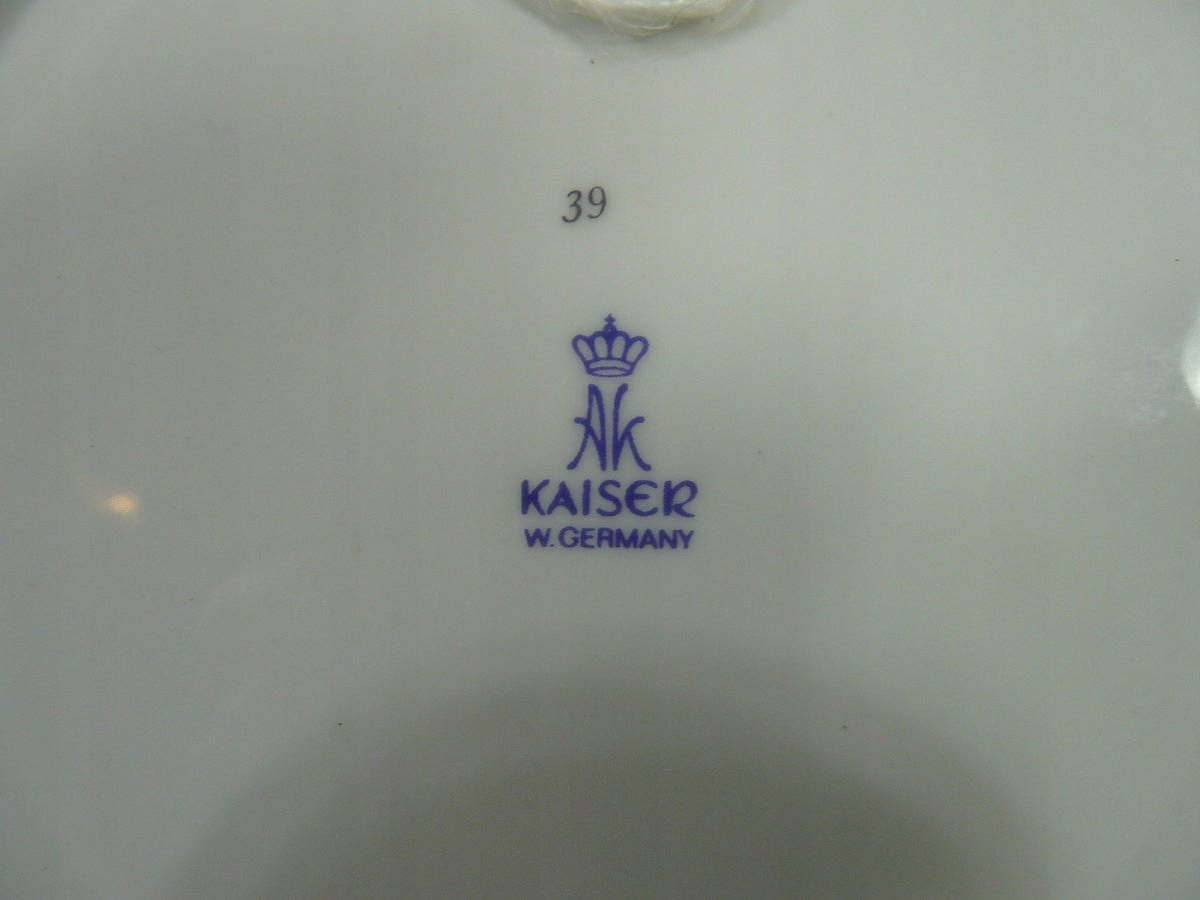 39
AK
KAISER
W. GERMANY